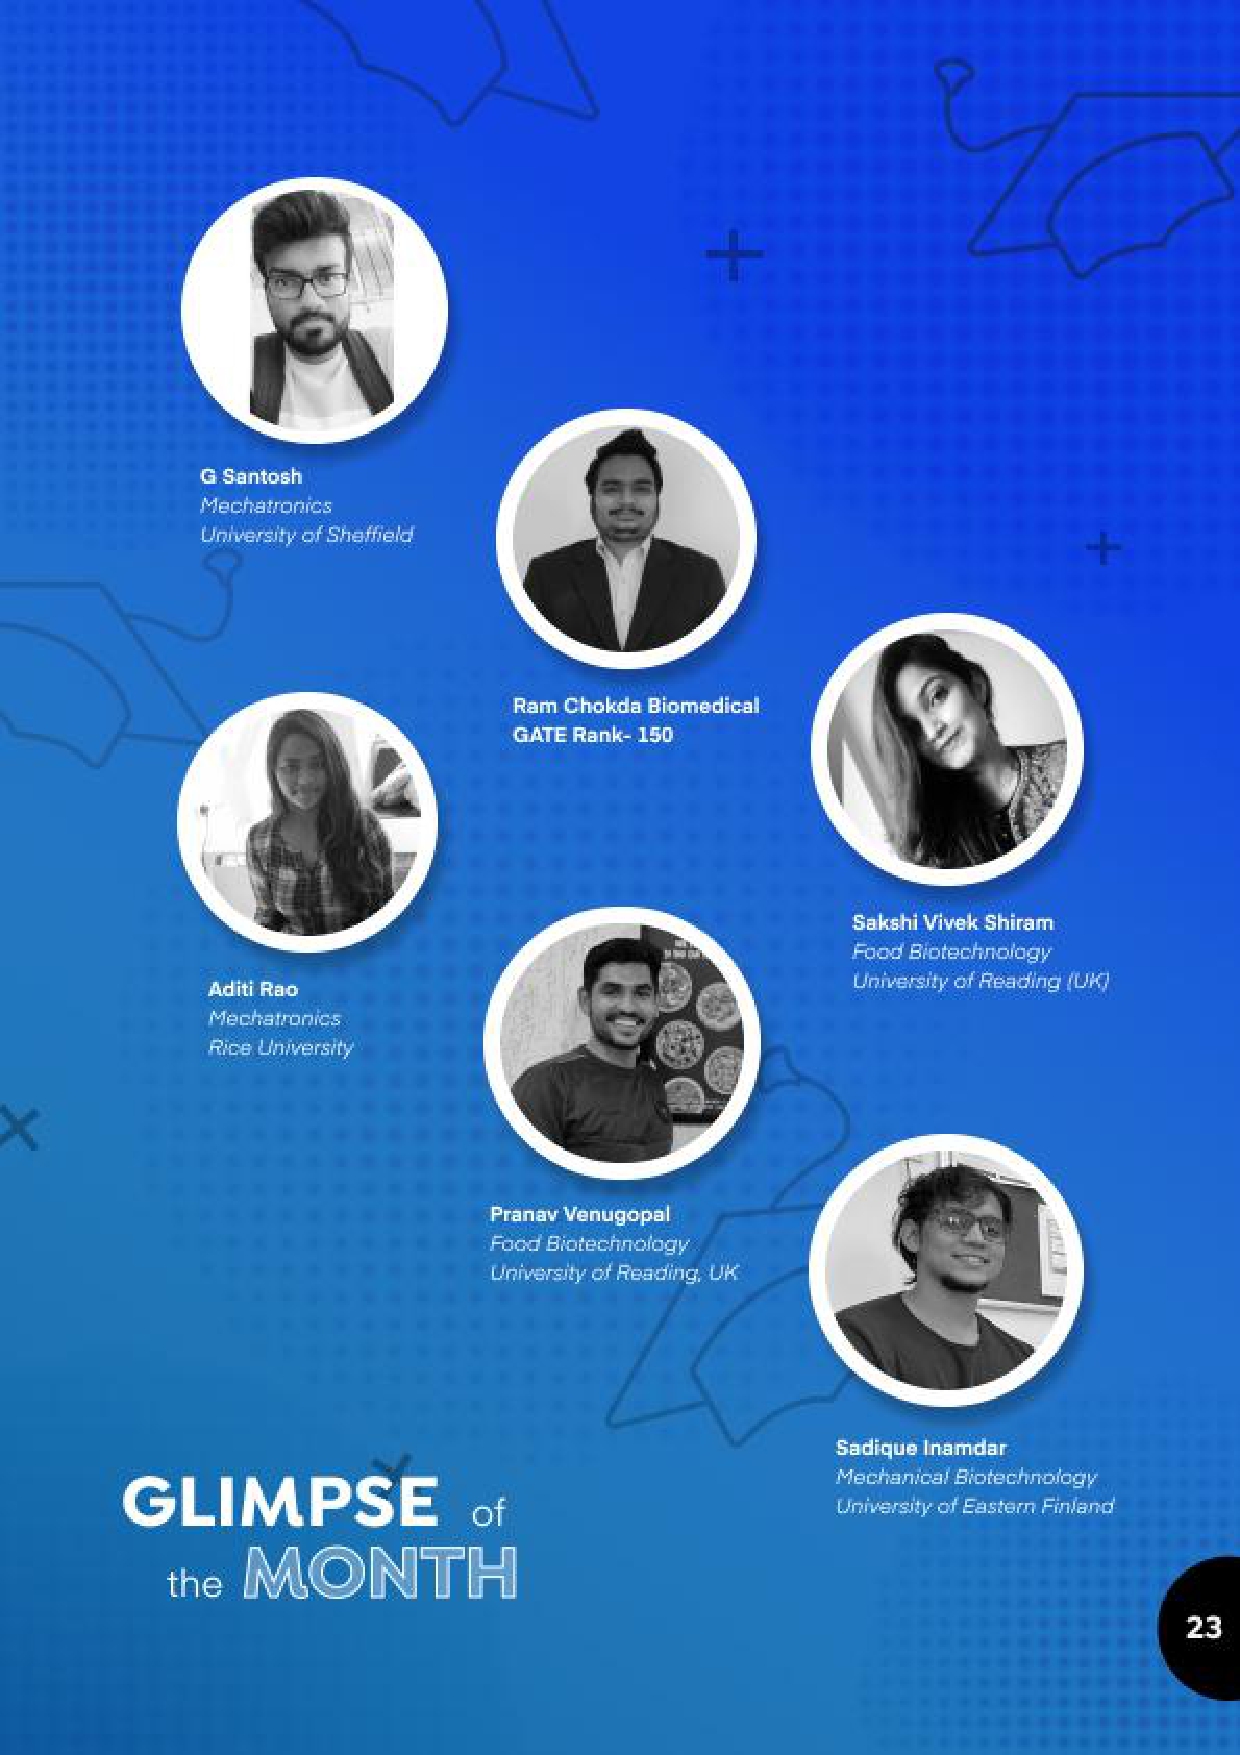 G Santosh
Mechatronics
University of Sheffield
Ram Chokda Biomedical
GATE Rank- 150
Sakshi Vivek Shiram
Food Biotechnology
University of Reading (UK)
Aditi Rao
Mechatronics
Rice University
Pranav Venugopal
Food Biotechnology
University of Reading, UK
Sadique Inamdar
Mechanical Biotechnology
University of Eastern Finland
GLIMPSE of
the MONTH
23